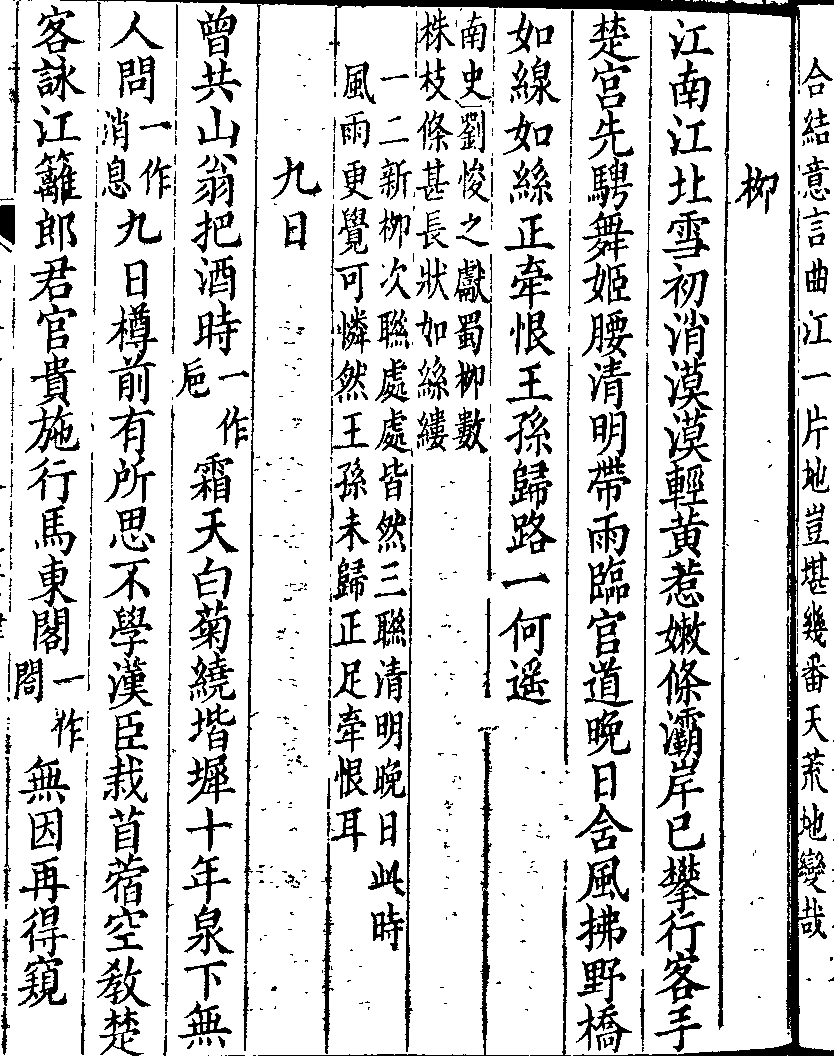 合結意言曲江一片地豈堪幾番天荒地變哉
柳
江南江北雪初消漠漠輕黄惹嫩條灞岸已攀行客手
楚宮先騁舞姬腰清明帶雨臨官道晚日含風拂野橋
如線如絲正牽恨王孫歸路一何遥
南史劉悛之獻蜀柳數
株枝條甚長狀如絲縷
一二新柳次聯處處皆然三聯清明晚日此時
風雨更覺可憐然王孫未歸正足牽恨耳
九日
曾共山翁把酒時一作巵霜天白菊繞堦墀十年泉下無
人問一作消息九日樽前有所思不學漢臣栽苜蓿空教楚
客詠江籬郎君官貴施行馬東閣一作閤無因再得窺